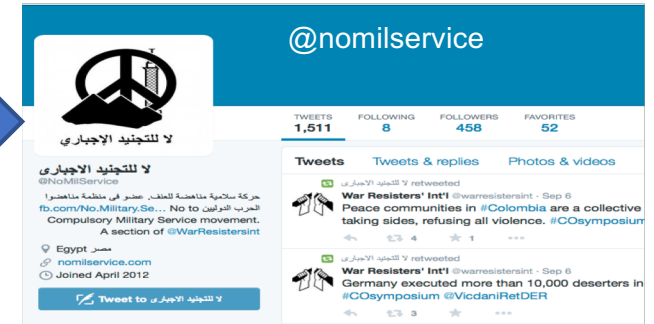 @nomilservice
لا للتجنيد الإجباري
TWEETS FOLLOWING FOLLOWERS FAVORITES
1,511 8 458 52
Tweets Tweets & replies Photos & videos
لا للتجنيد الاجبارى
@NoMilService
حركة سلامية مناهضة للعنف, عضو فى منظمة مناهضوا
الحرب الدوليين No to ...fb.com/No.Military.Se
Compulsory Military Service movement.
A section of @WarResistersint
Egypt مصر
nomilservice.com
Joined April 2012
Tweet to لا للتجنيد الاجبارى
لا للتجنيد الاجبارى retweeted
War Resisters' Int'l @warresistersint · Sep 6
Peace communities in #Colombia are a collective
taking sides, refusing all violence. #COsymposium
4 1
لا للتجنيد الاجبارى retweeted
War Resisters' Int'l @warresistersint · Sep 6
Germany executed more than 10,000 deserters in
#COsymposium @VicdaniRetDER
3